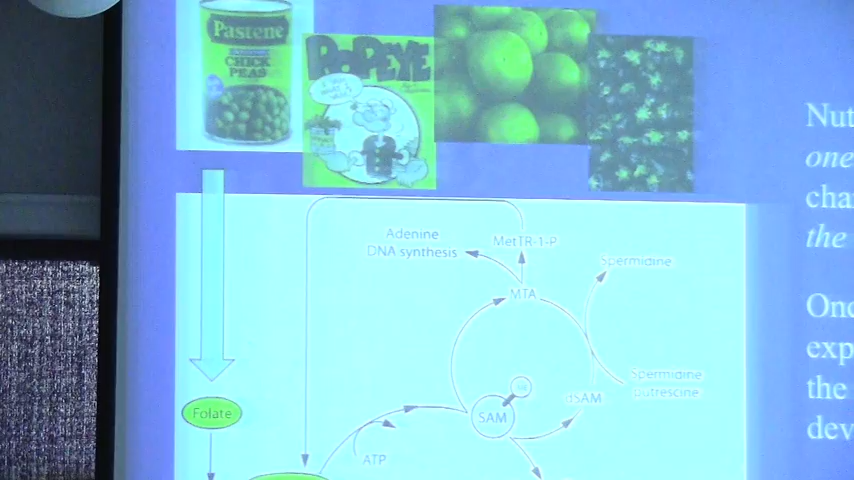 Pastene
CHICK
PEAS
POPEYE
Adenine
DNA synthesis
MetTR-1-P
Spermidine
MTA
Spermidine
putrescine
dSAM
SAM
Folate
ATP
Nut
one
cha
the
Onc
exp
the
dev